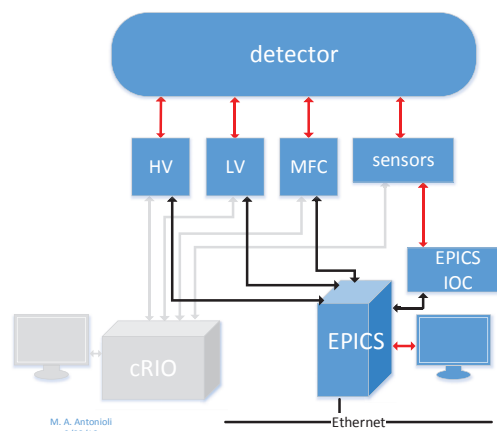 detector
HV
LV
MFC
sensors
EPICS
IOC
EPICS
cRIO
M. A. Antonioli
Ethernet